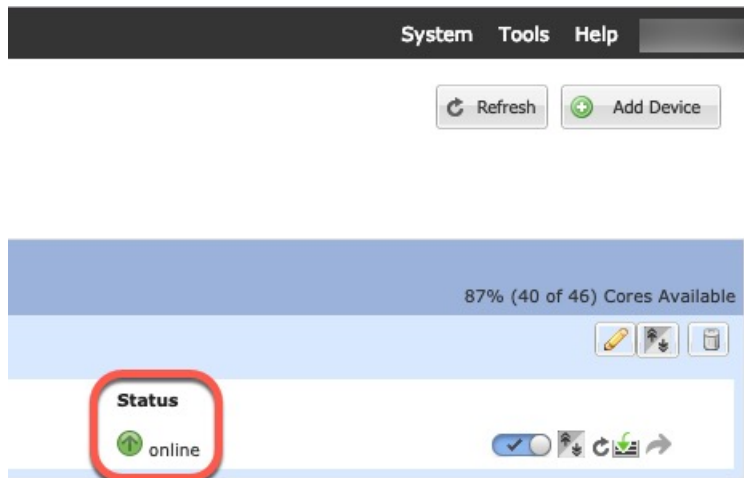 System Tools Help
Refresh Add Device
87% (40 of 46) Cores Available
Status
online